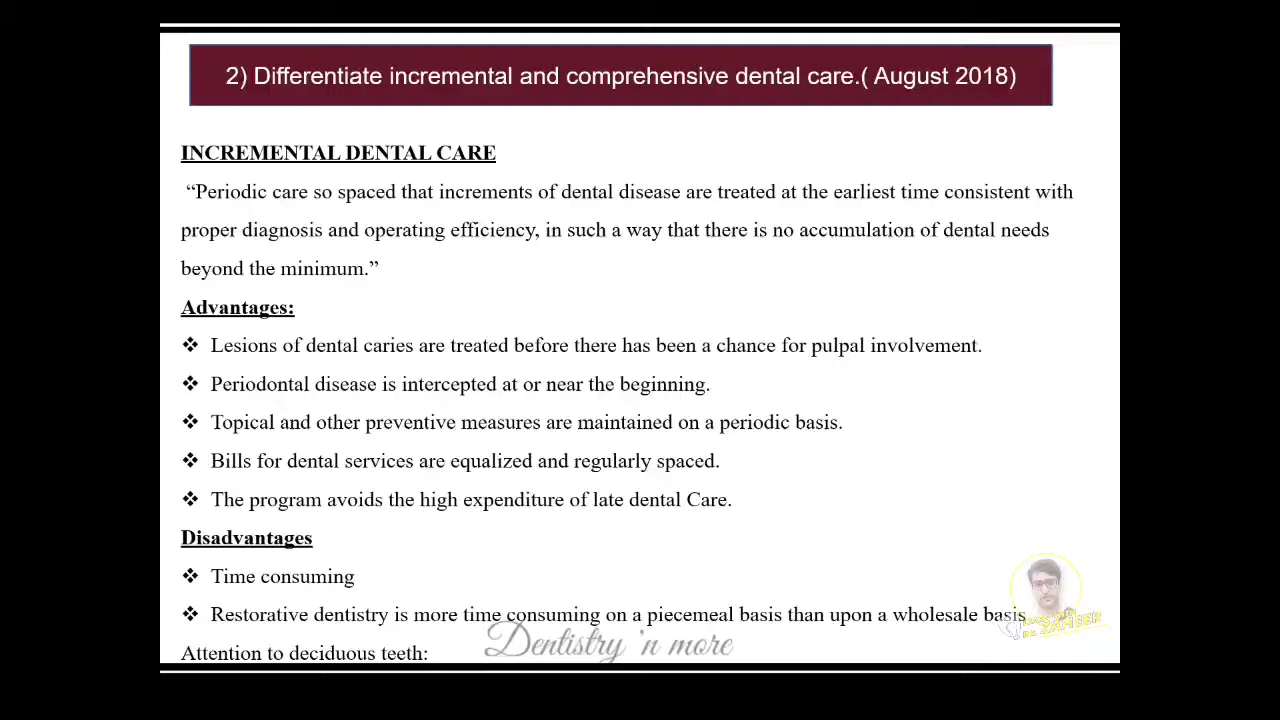 2) Differentiate incremental and comprehensive dental care.( August 2018)
INCREMENTAL DENTAL CARE
“Periodic care so spaced that increments of dental disease are treated at the earliest time consistent with
proper diagnosis and operating efficiency, in such a way that there is no accumulation of dental needs
beyond the minimum.”
Advantages:
❖ Lesions of dental caries are treated before there has been a chance for pulpal involvement.
❖ Periodontal disease is intercepted at or near the beginning.
❖ Topical and other preventive measures are maintained on a periodic basis.
❖ Bills for dental services are equalized and regularly spaced.
❖ The program avoids the high expenditure of late dental Care.
Disadvantages
❖ Time consuming
❖ Restorative dentistry is more time consuming on a piecemeal basis than upon a wholesale basis
Dentistry 'n more
Attention to deciduous teeth: